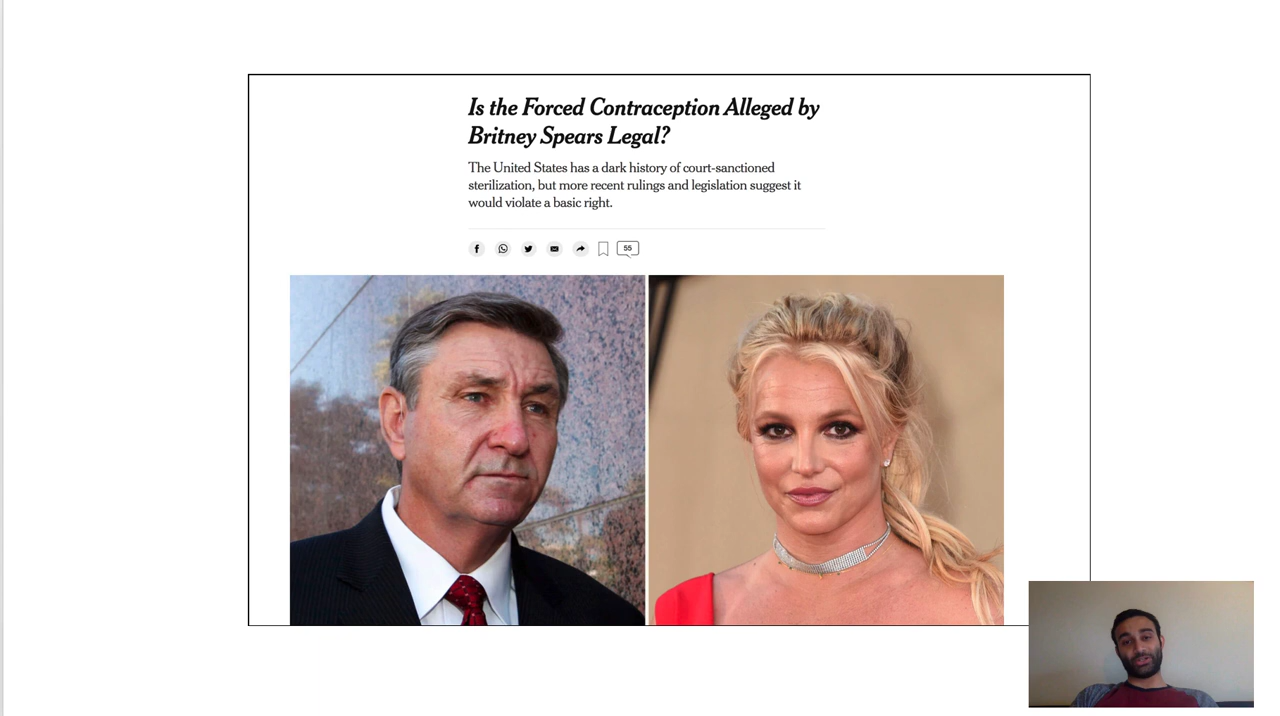 Is the Forced Contraception Alleged by
Britney Spears Legal?
The United States has a dark history of court-sanctioned
sterilization, but more recent rulings and legislation suggest it
would violate a basic right.
55